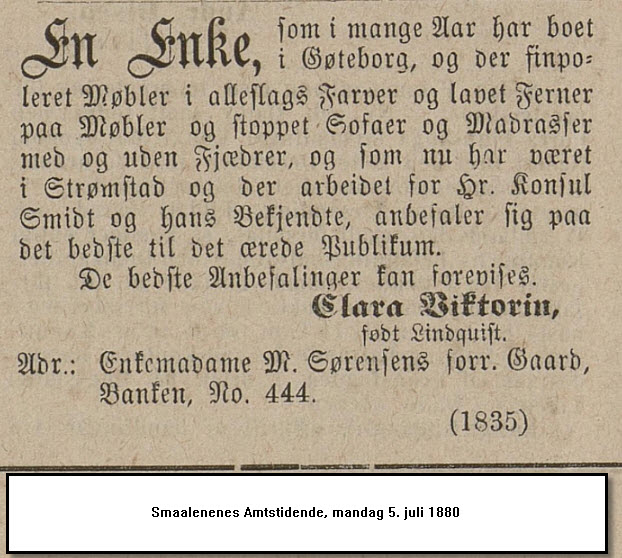 En Enke, som i mange Aar har boet
i Gøteborg, og der finpo-
leret Møbler i alleslags Farver og lavet Ferner
paa Møbler og stoppet Sofaer og Madrasser
med og uden Fjædrer, og som nu har været
i Strømstad og der arbeidet for Hr. Konsul
Smidt og hans Bekjendte, anbefaler sig paa
det bedste til det ærede Publikum.
De bedste Anbefalinger kan forevises.
Clara Viktorin,
født Lindquist.
Adr.: Enkemadame M. Sørensens forr. Gaard,
Banken, No. 444.
(1835)
Smaalenenes Amtstidende, mandag 5. juli 1880